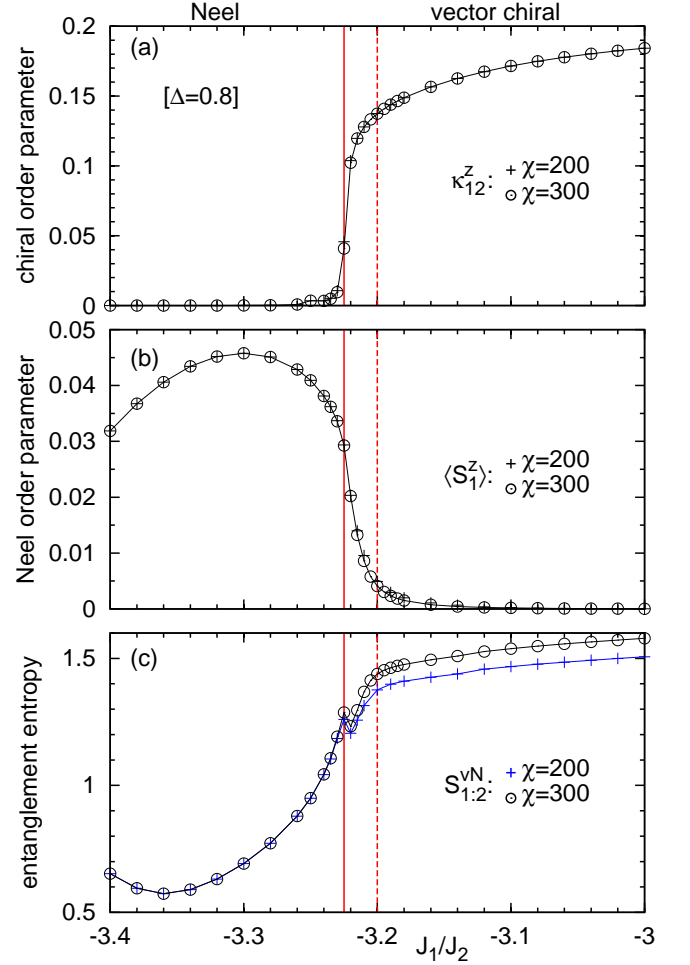 Neel vector chiral
(a)
[Δ=0.8]
chiral order parameter
0.2
0.15
0.1
0.05
0
κ₁₂ᶻ: + χ=200
⊙ χ=300
(b)
Neel order parameter
0.05
0.04
0.03
0.02
0.01
0
⟨S₁ᶻ⟩: + χ=200
⊙ χ=300
(c)
entanglement entropy
1.5
1
0.5
S₁:₂ᵛᴺ: + χ=200
⊙ χ=300
-3.4 -3.3 -3.2 -3.1 -3
J₁/J₂